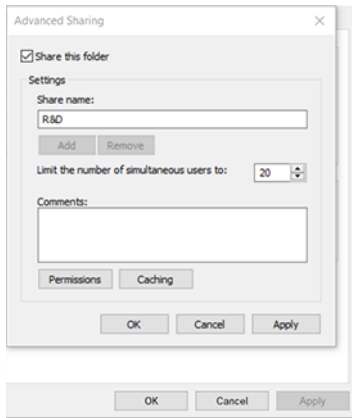 Advanced Sharing
Share this folder
Settings
Share name:
R&D
Add Remove
Limit the number of simultaneous users to: 20
Comments:
Permissions Caching
OK Cancel Apply
OK Cancel Apply